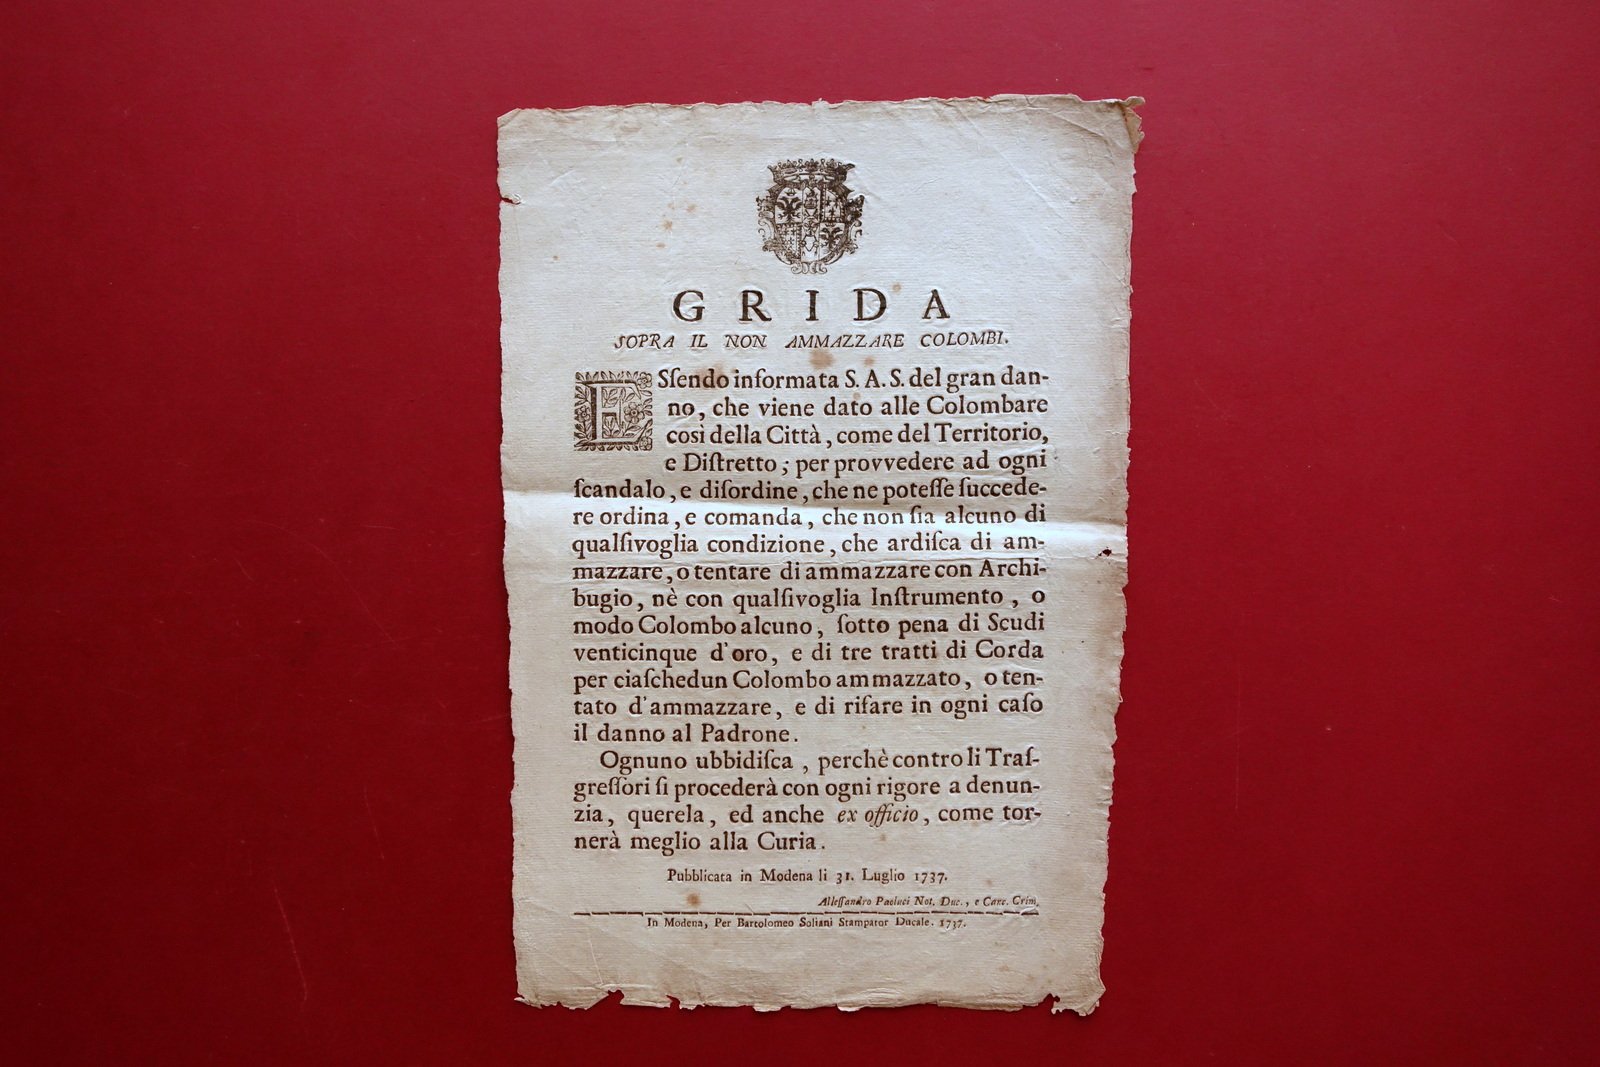 GRIDA
SOPRA IL NON AMMAZZARE COLOMBI.
ESſendo informata S. A. S. del gran dan-
no, che viene dato alle Colombare
così della Città, come del Territorio,
e Diſtretto; per provvedere ad ogni
ſcandalo, e diſordine, che ne poteſſe ſuccede-
re ordina, e comanda, che non ſia alcuno di
qualſivoglia condizione, che ardiſca di am-
mazzare, o tentare di ammazzare con Archi-
bugio, nè con qualſivoglia Inſtrumento, o
modo Colombo alcuno, ſotto pena di Scudi
venticinque d'oro, e di tre tratti di Corda
per ciaſchedun Colombo ammazzato, o ten-
tato d'ammazzare, e di rifare in ogni caſo
il danno al Padrone.
Ognuno ubbidiſca, perchè contro li Traſ-
greſſori ſi procederà con ogni rigore a denun-
zia, querela, ed anche ex officio, come tor-
nerà meglio alla Curia.
Pubblicata in Modena li 31. Luglio 1737.
Alleſſandro Paoluci Not. Duc., e Canc. Crim.
In Modena, Per Bartolomeo Soliani Stampator Ducale. 1737.